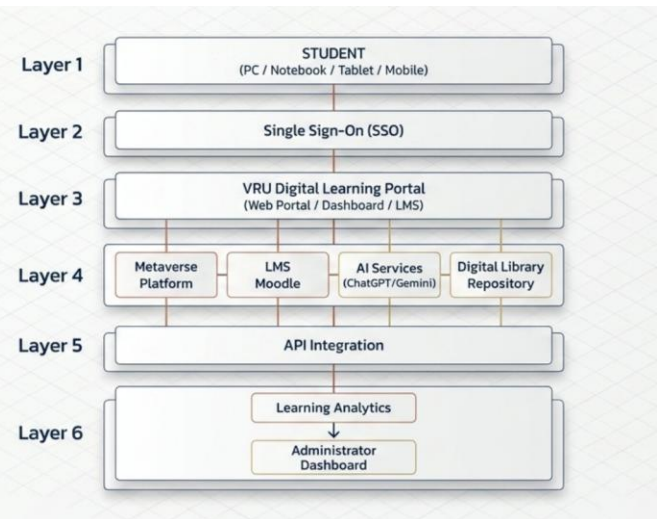 Layer 1
STUDENT
(PC / Notebook / Tablet / Mobile)
Layer 2
Single Sign-On (SSO)
Layer 3
VRU Digital Learning Portal
(Web Portal / Dashboard / LMS)
Layer 4
Metaverse
Platform
LMS
Moodle
AI Services
(ChatGPT/Gemini)
Digital Library
Repository
Layer 5
API Integration
Layer 6
Learning Analytics
Administrator
Dashboard